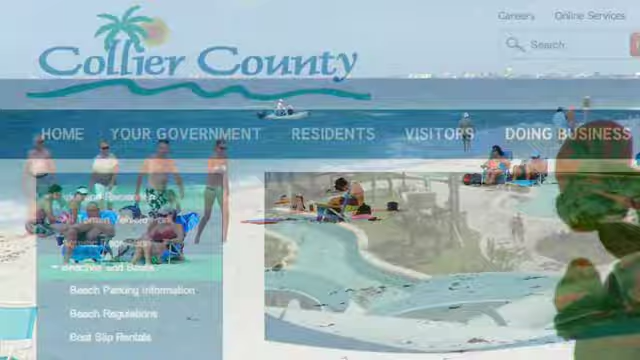 Careers Online Services
Collier County
Search
HOME YOUR GOVERNMENT RESIDENTS VISITORS DOING BUSINESS
Beaches and Boats
Beach Parking Information
Beach Regulations
Boat Slip Rentals